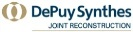 DePuy Synthes
JOINT RECONSTRUCTION